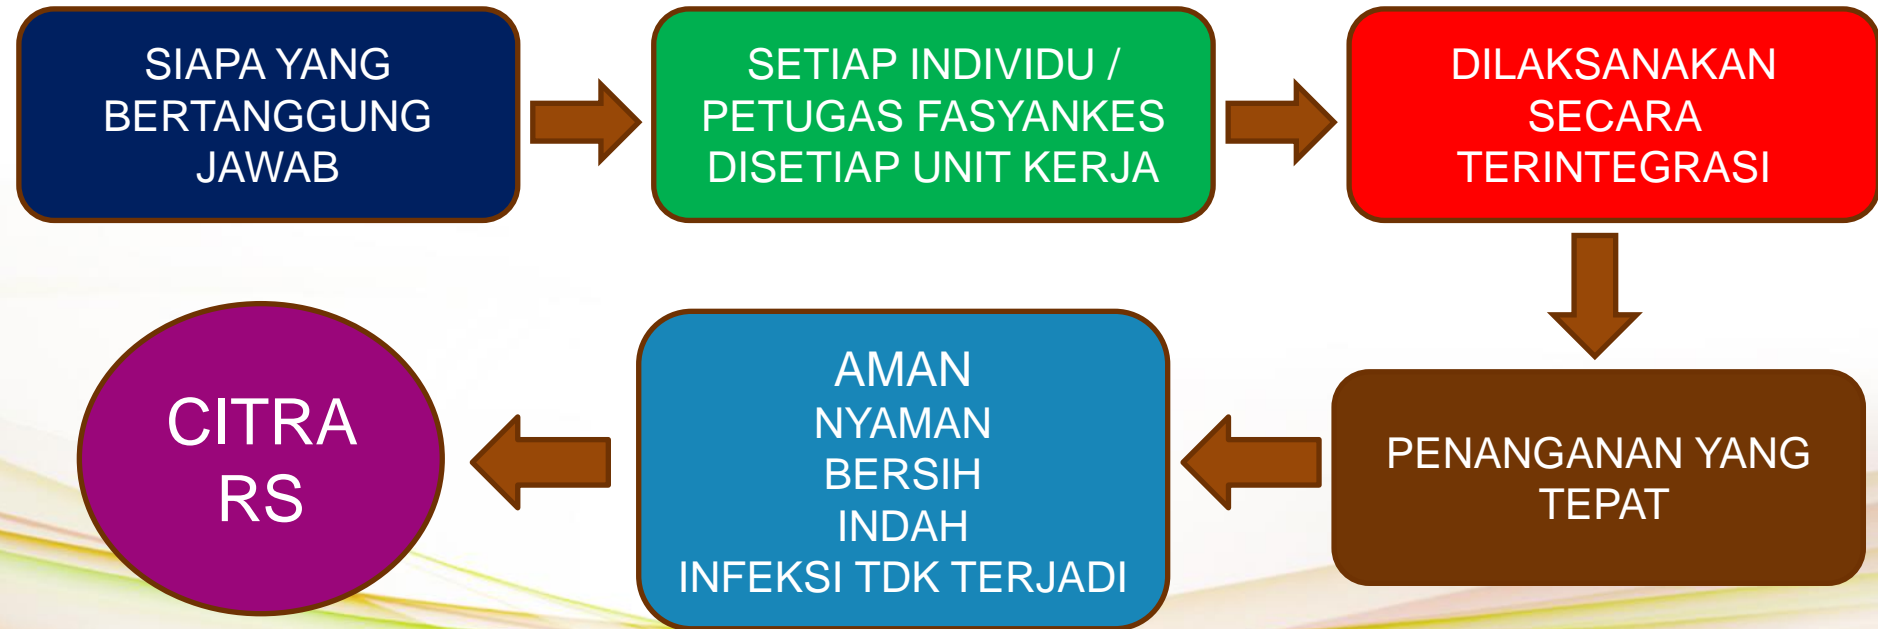 SIAPA YANG
BERTANGGUNG
JAWAB
SETIAP INDIVIDU /
PETUGAS FASYANKES
DISETIAP UNIT KERJA
DILAKSANAKAN
SECARA
TERINTEGRASI
PENANGANAN YANG
TEPAT
AMAN
NYAMAN
BERSIH
INDAH
INFEKSI TDK TERJADI
CITRA
RS